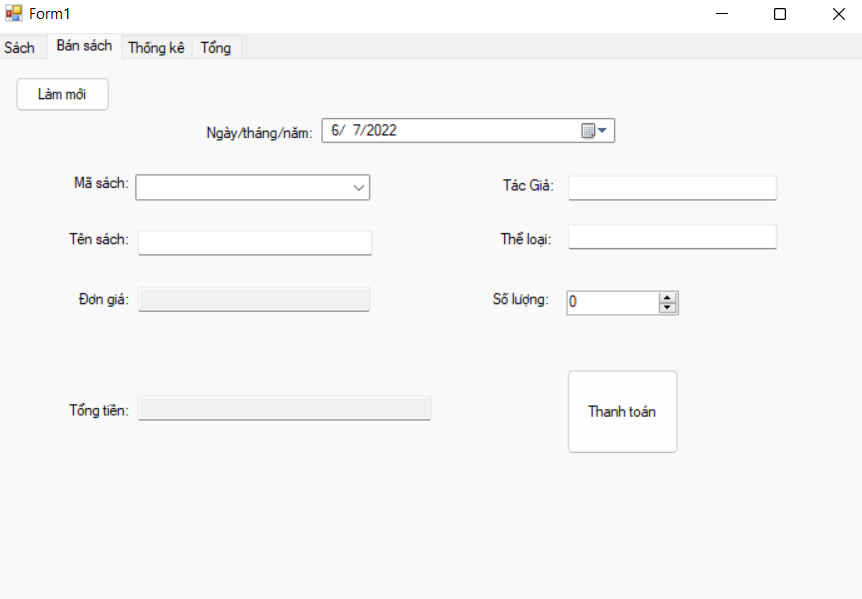 Form1
Sách Bán sách Thống kê Tổng
Làm mới
Ngày/tháng/năm: 6/ 7/2022
Mã sách: Tác Giả:
Tên sách: Thể loại:
Đơn giá: Số lượng: 0
Tổng tiền: Thanh toán